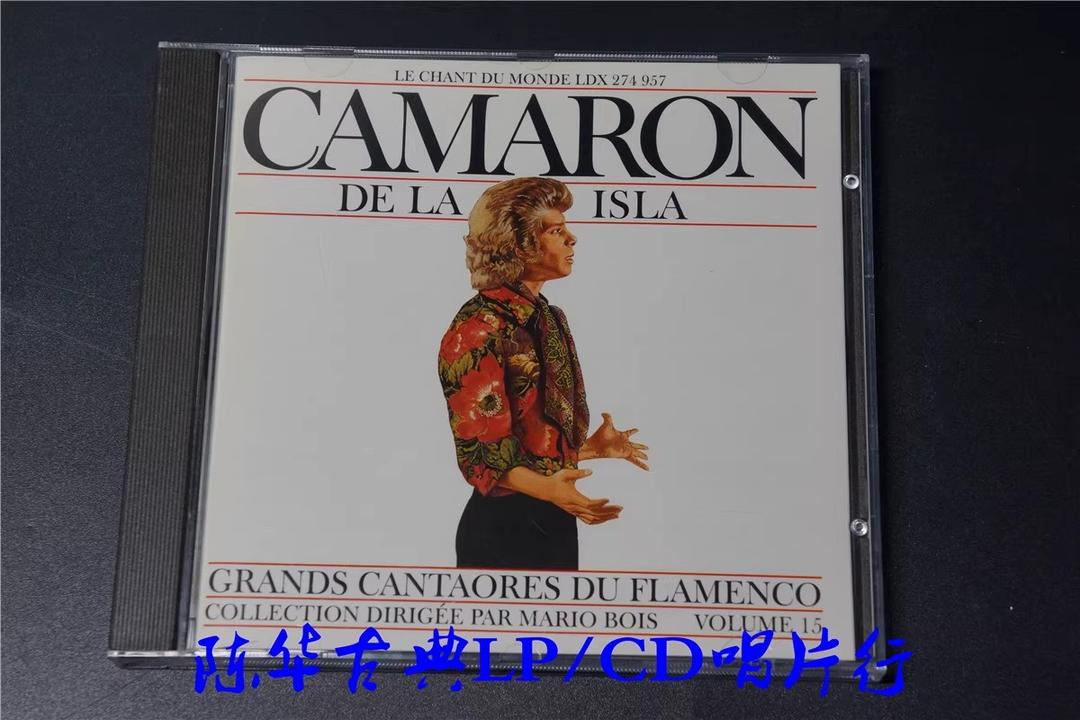 LE CHANT DU MONDE LDX 274 957
CAMARON
DE LA ISLA
GRANDS CANTAORES DU FLAMENCO
COLLECTION DIRIGÉE PAR MARIO BOIS VOLUME 15
陈华古典LP/CD唱片行